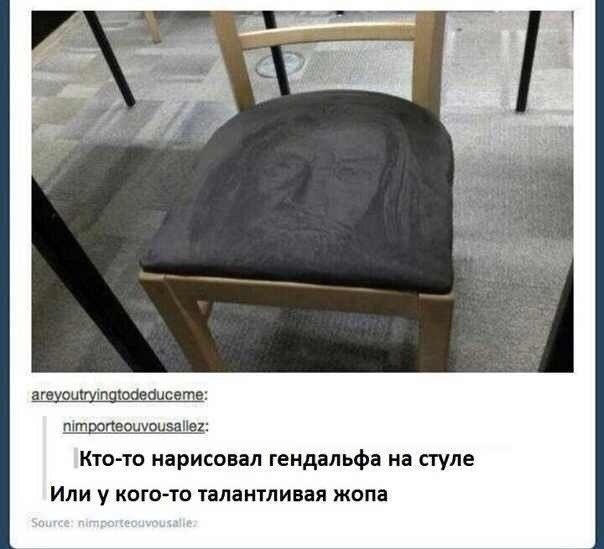 areyoutryingtodeduceme:
nimporteouvousallez:
Кто-то нарисовал гендальфа на стуле
Или у кого-то талантливая жопа
Source: nimporteouvousallez